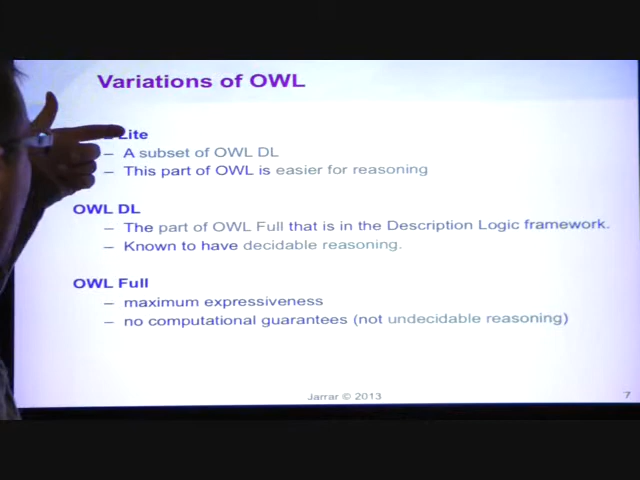 Variations of OWL
Lite
– A subset of OWL DL
– This part of OWL is easier for reasoning
OWL DL
– The part of OWL Full that is in the Description Logic framework.
– Known to have decidable reasoning.
OWL Full
– maximum expressiveness
– no computational guarantees (not undecidable reasoning)
Jarrar © 2013
7